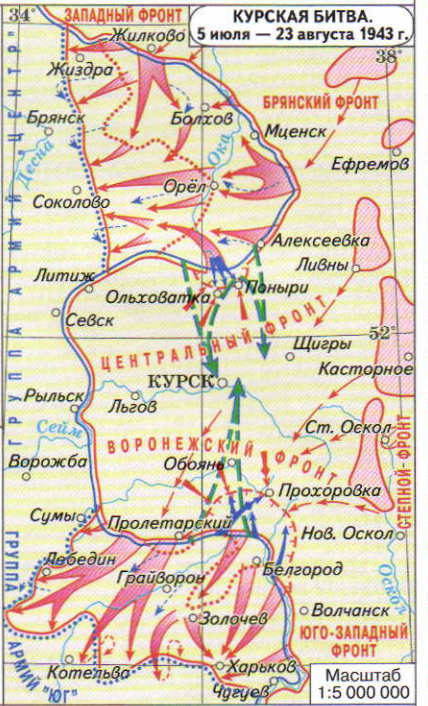 34°
ЗАПАДНЫЙ ФРОНТ
КУРСКАЯ БИТВА.
5 июля — 23 августа 1943 г.
38°
Жилково
Жиздра
БРЯНСКИЙ ФРОНТ
Болхов
Брянск
Мценск
Ока
Ефремов
Десна
Орёл
Соколово
ГРУППА АРМИЙ "ЦЕНТР"
Алексеевка
Ливны
Литиж
Поныри
Ольховатка
Севск
52°
ЦЕНТРАЛЬНЫЙ ФРОНТ
Щигры
Касторное
КУРСК
Рыльск
Льгов
Сейм
Ст. Оскол
ВОРОНЕЖСКИЙ ФРОНТ
СТЕПНОЙ ФРОНТ
Ворожба
Обоянь
Прохоровка
Сумы
Пролетарский
Нов. Оскол
Лебедин
Белгород
Грайворон
Оскол
Золочев
Волчанск
ГРУППА АРМИЙ "ЮГ"
ЮГО-ЗАПАДНЫЙ
ФРОНТ
Котельва
Харьков
Чугуев
Масштаб
1:5 000 000